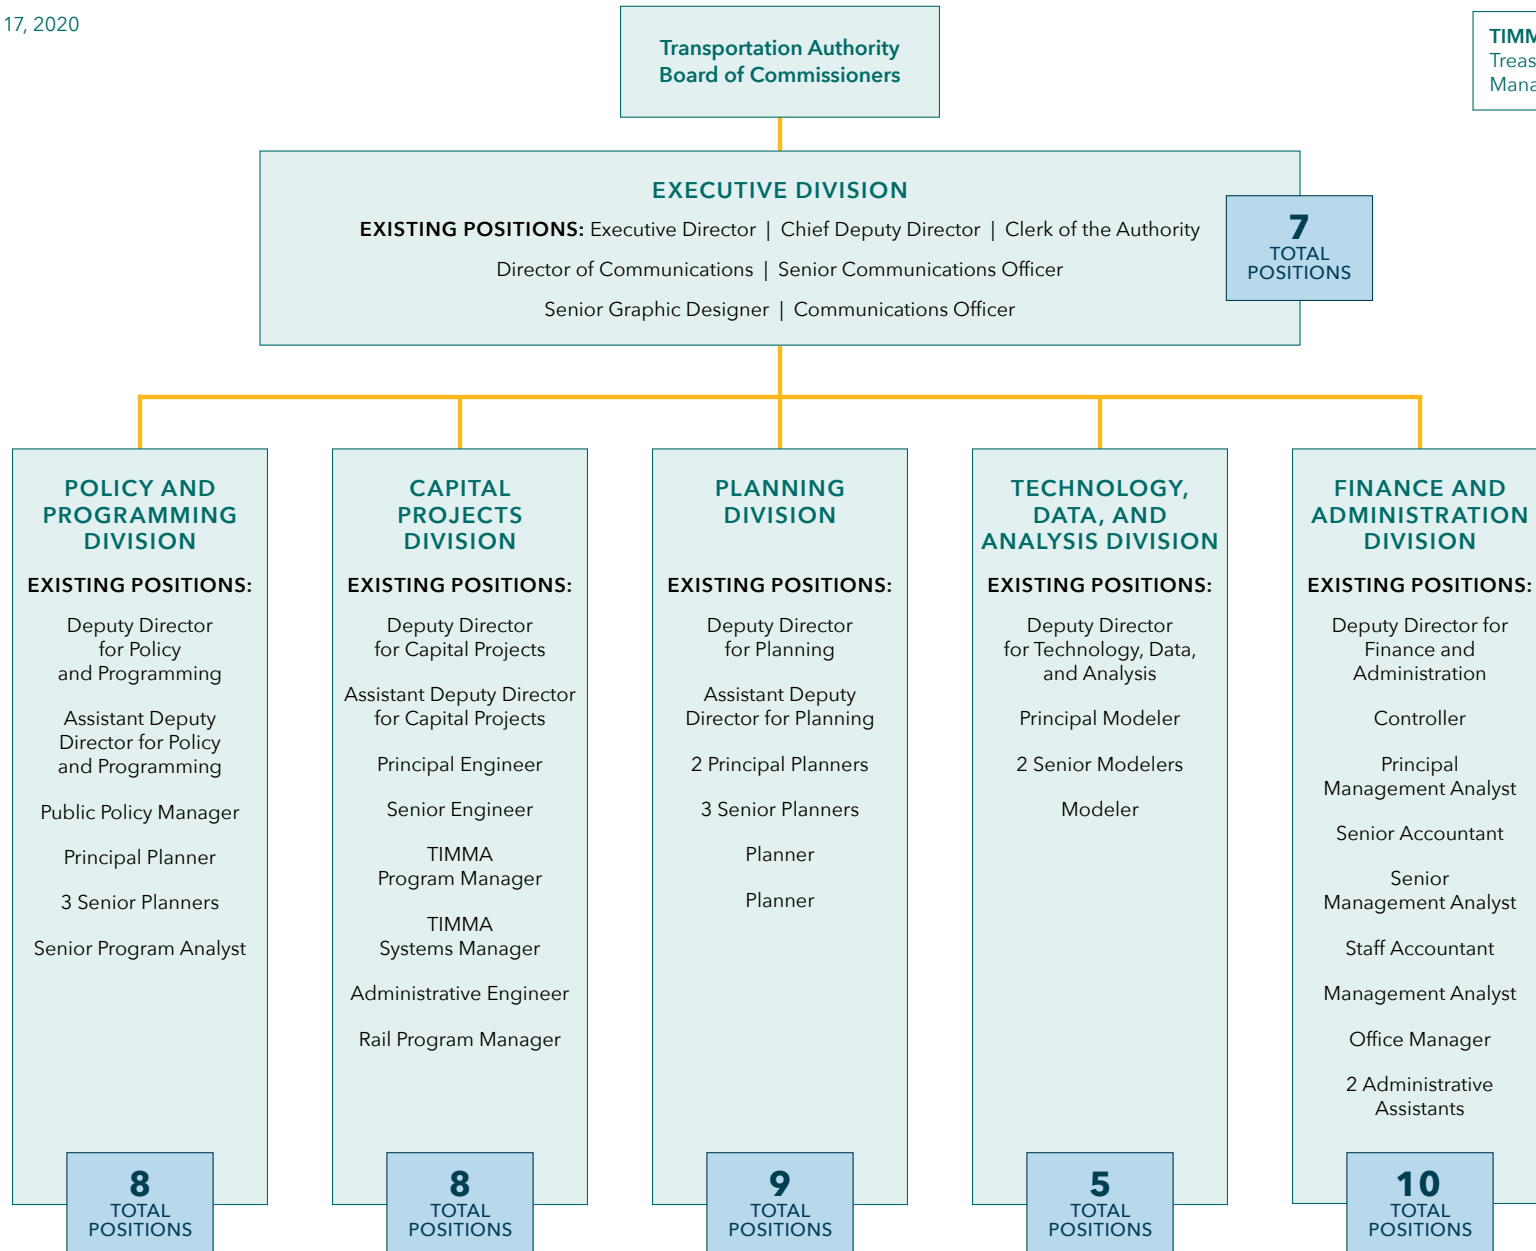 17, 2020
Transportation Authority
Board of Commissioners
TIMM
Treas
Mana
EXECUTIVE DIVISION
EXISTING POSITIONS: Executive Director | Chief Deputy Director | Clerk of the Authority
Director of Communications | Senior Communications Officer
Senior Graphic Designer | Communications Officer
7
TOTAL
POSITIONS
POLICY AND
PROGRAMMING
DIVISION
EXISTING POSITIONS:
Deputy Director
for Policy
and Programming
Assistant Deputy
Director for Policy
and Programming
Public Policy Manager
Principal Planner
3 Senior Planners
Senior Program Analyst
8
TOTAL
POSITIONS
CAPITAL
PROJECTS
DIVISION
EXISTING POSITIONS:
Deputy Director
for Capital Projects
Assistant Deputy Director
for Capital Projects
Principal Engineer
Senior Engineer
TIMMA
Program Manager
TIMMA
Systems Manager
Administrative Engineer
Rail Program Manager
8
TOTAL
POSITIONS
PLANNING
DIVISION
EXISTING POSITIONS:
Deputy Director
for Planning
Assistant Deputy
Director for Planning
2 Principal Planners
3 Senior Planners
Planner
Planner
9
TOTAL
POSITIONS
TECHNOLOGY,
DATA, AND
ANALYSIS DIVISION
EXISTING POSITIONS:
Deputy Director
for Technology, Data,
and Analysis
Principal Modeler
2 Senior Modelers
Modeler
5
TOTAL
POSITIONS
FINANCE AND
ADMINISTRATION
DIVISION
EXISTING POSITIONS:
Deputy Director for
Finance and
Administration
Controller
Principal
Management Analyst
Senior Accountant
Senior
Management Analyst
Staff Accountant
Management Analyst
Office Manager
2 Administrative
Assistants
10
TOTAL
POSITIONS